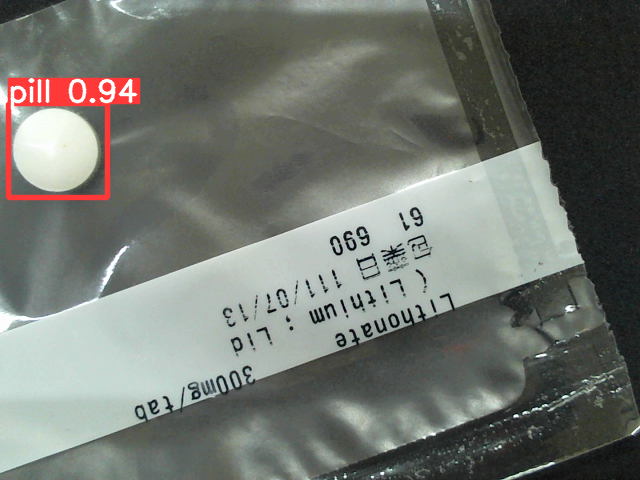 pill 0.94
Lithonate 300mg/tab
(Lithium : Lid
包藥日 111/07/13
61 690